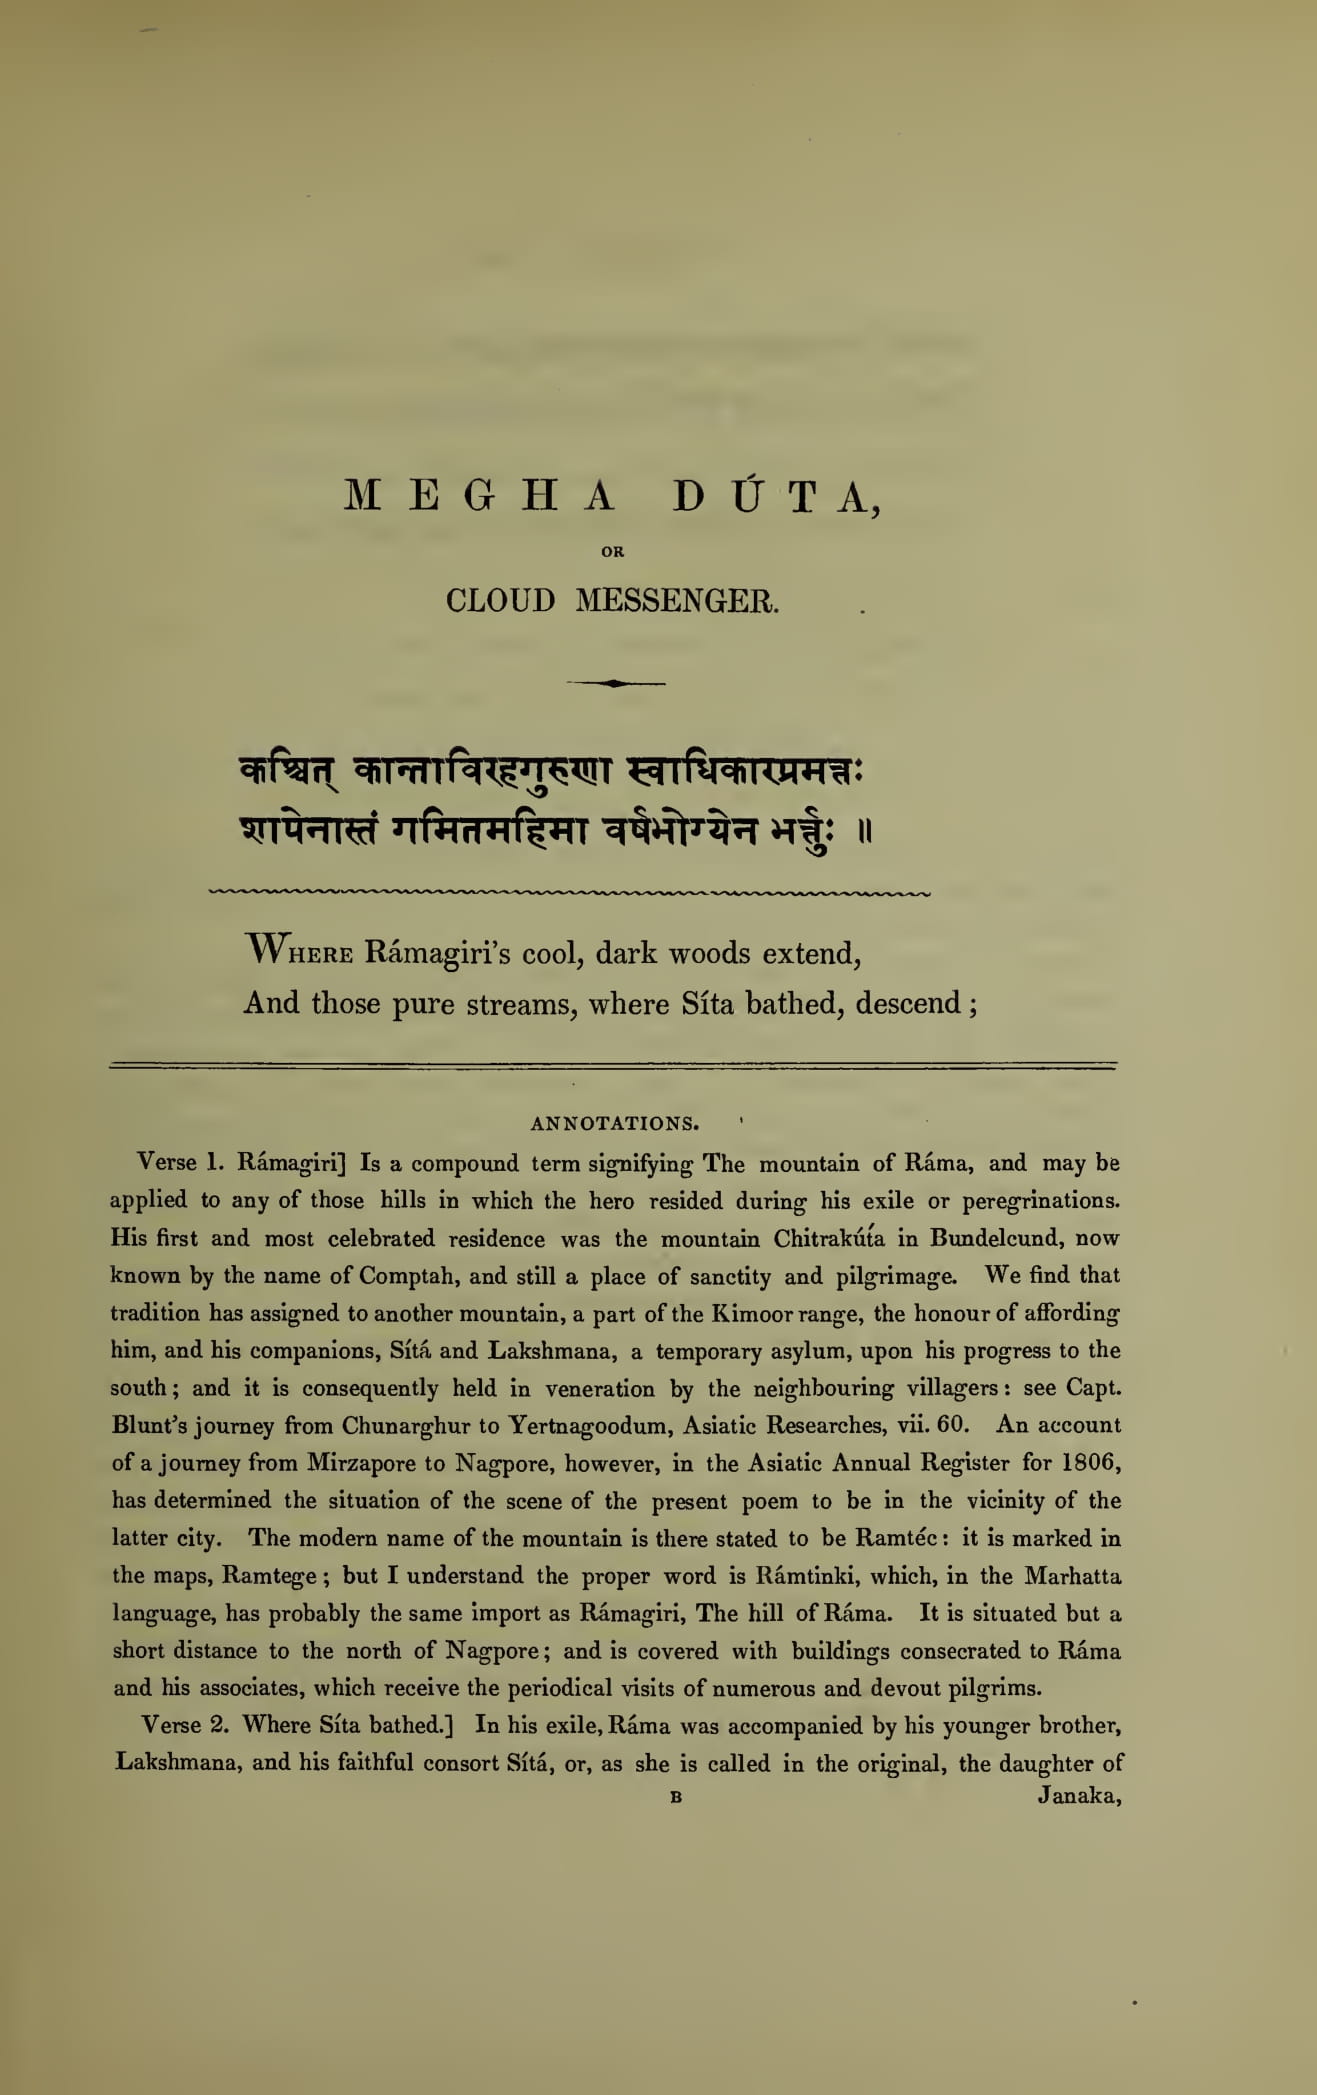 MEGHA DÚTA,
OR
CLOUD MESSENGER.
कश्चित् कान्ताविरहगुरुणा स्वाधिकारप्रमत्तः
शापेनास्तं गमितमहिमा वर्षभोग्येन भर्त्तुः ॥
WHERE Rámagiri's cool, dark woods extend,
And those pure streams, where Síta bathed, descend ;
ANNOTATIONS.
Verse 1. Rámagiri] Is a compound term signifying The mountain of Ráma, and may be
applied to any of those hills in which the hero resided during his exile or peregrinations.
His first and most celebrated residence was the mountain Chitrakút́a in Bundelcund, now
known by the name of Comptah, and still a place of sanctity and pilgrimage. We find that
tradition has assigned to another mountain, a part of the Kimoor range, the honour of affording
him, and his companions, Sítá and Lakshmana, a temporary asylum, upon his progress to the
south ; and it is consequently held in veneration by the neighbouring villagers : see Capt.
Blunt's journey from Chunarghur to Yertnagoodum, Asiatic Researches, vii. 60. An account
of a journey from Mirzapore to Nagpore, however, in the Asiatic Annual Register for 1806,
has determined the situation of the scene of the present poem to be in the vicinity of the
latter city. The modern name of the mountain is there stated to be Ramtéc : it is marked in
the maps, Ramtege ; but I understand the proper word is Rámtinki, which, in the Marhatta
language, has probably the same import as Rámagiri, The hill of Ráma. It is situated but a
short distance to the north of Nagpore ; and is covered with buildings consecrated to Ráma
and his associates, which receive the periodical visits of numerous and devout pilgrims.
Verse 2. Where Síta bathed.] In his exile, Ráma was accompanied by his younger brother,
Lakshmana, and his faithful consort Sítá, or, as she is called in the original, the daughter of
B Janaka,